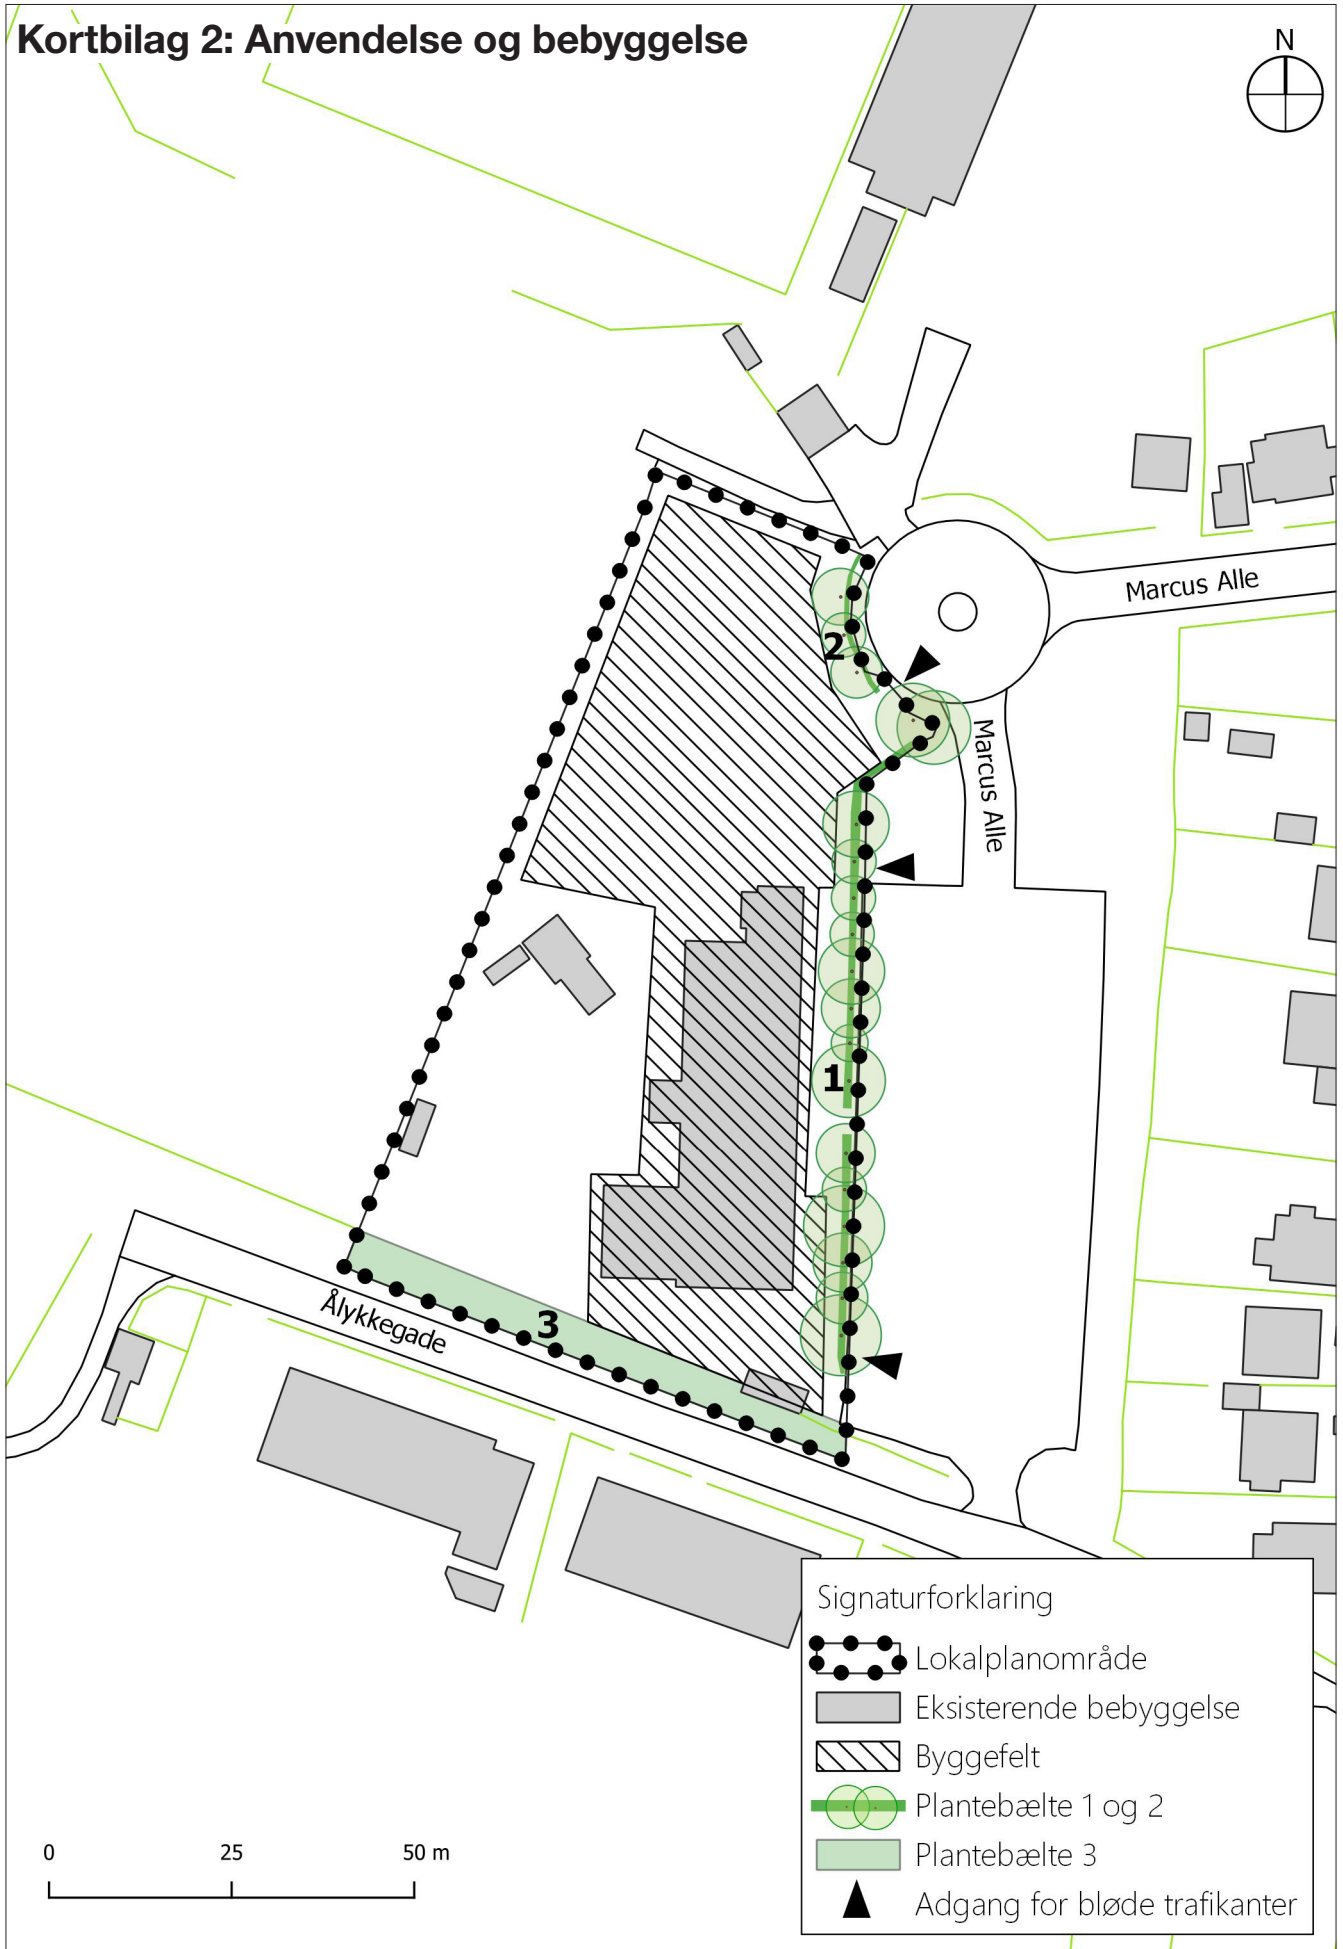 Kortbilag 2: Anvendelse og bebyggelse
N
Marcus Alle
2
Marcus Alle
1
3
Ålykkegade
Signaturforklaring
Lokalplanområde
Eksisterende bebyggelse
Byggefelt
Plantebælte 1 og 2
Plantebælte 3
Adgang for bløde trafikanter
0 25 50 m